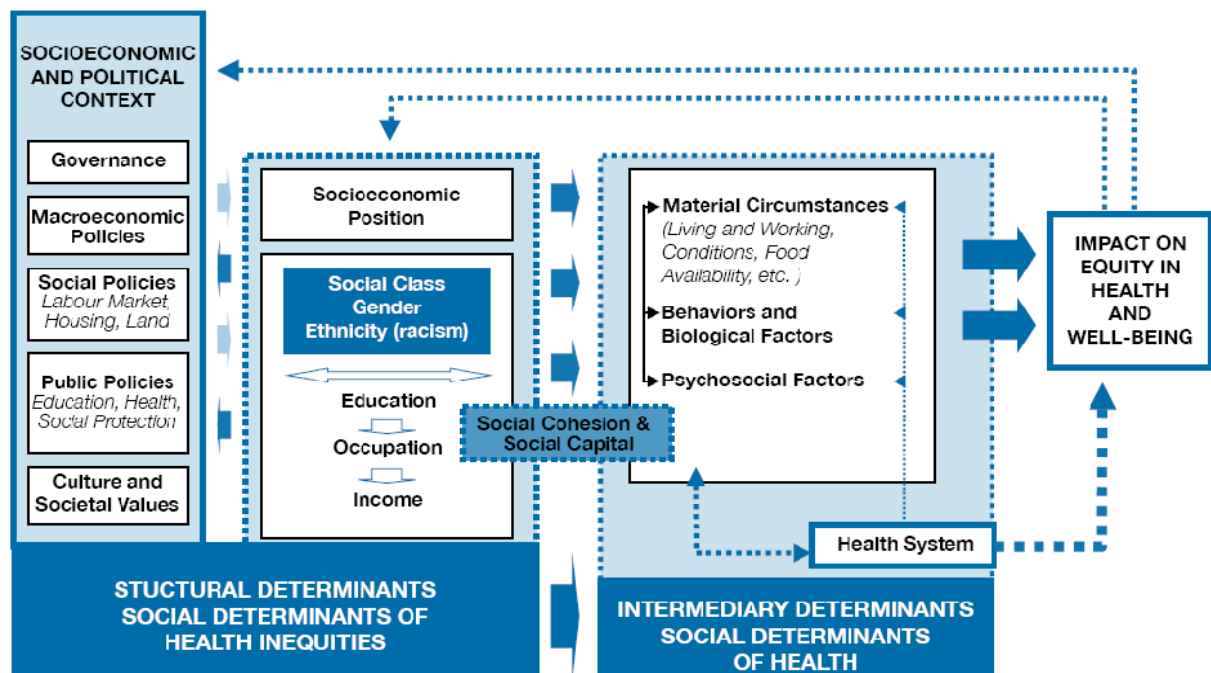 SOCIOECONOMIC
AND POLITICAL
CONTEXT
Governance
Macroeconomic
Policies
Social Policies
Labour Market,
Housing, Land
Public Policies
Education, Health,
Social Protection
Culture and
Societal Values
Socioeconomic
Position
Social Class
Gender
Ethnicity (racism)
Education
Occupation
Income
Social Cohesion &
Social Capital
Material Circumstances
(Living and Working,
Conditions, Food
Availability, etc. )
Behaviors and
Biological Factors
Psychosocial Factors
Health System
IMPACT ON
EQUITY IN
HEALTH
AND
WELL-BEING
STUCTURAL DETERMINANTS
SOCIAL DETERMINANTS OF
HEALTH INEQUITIES
INTERMEDIARY DETERMINANTS
SOCIAL DETERMINANTS
OF HEALTH